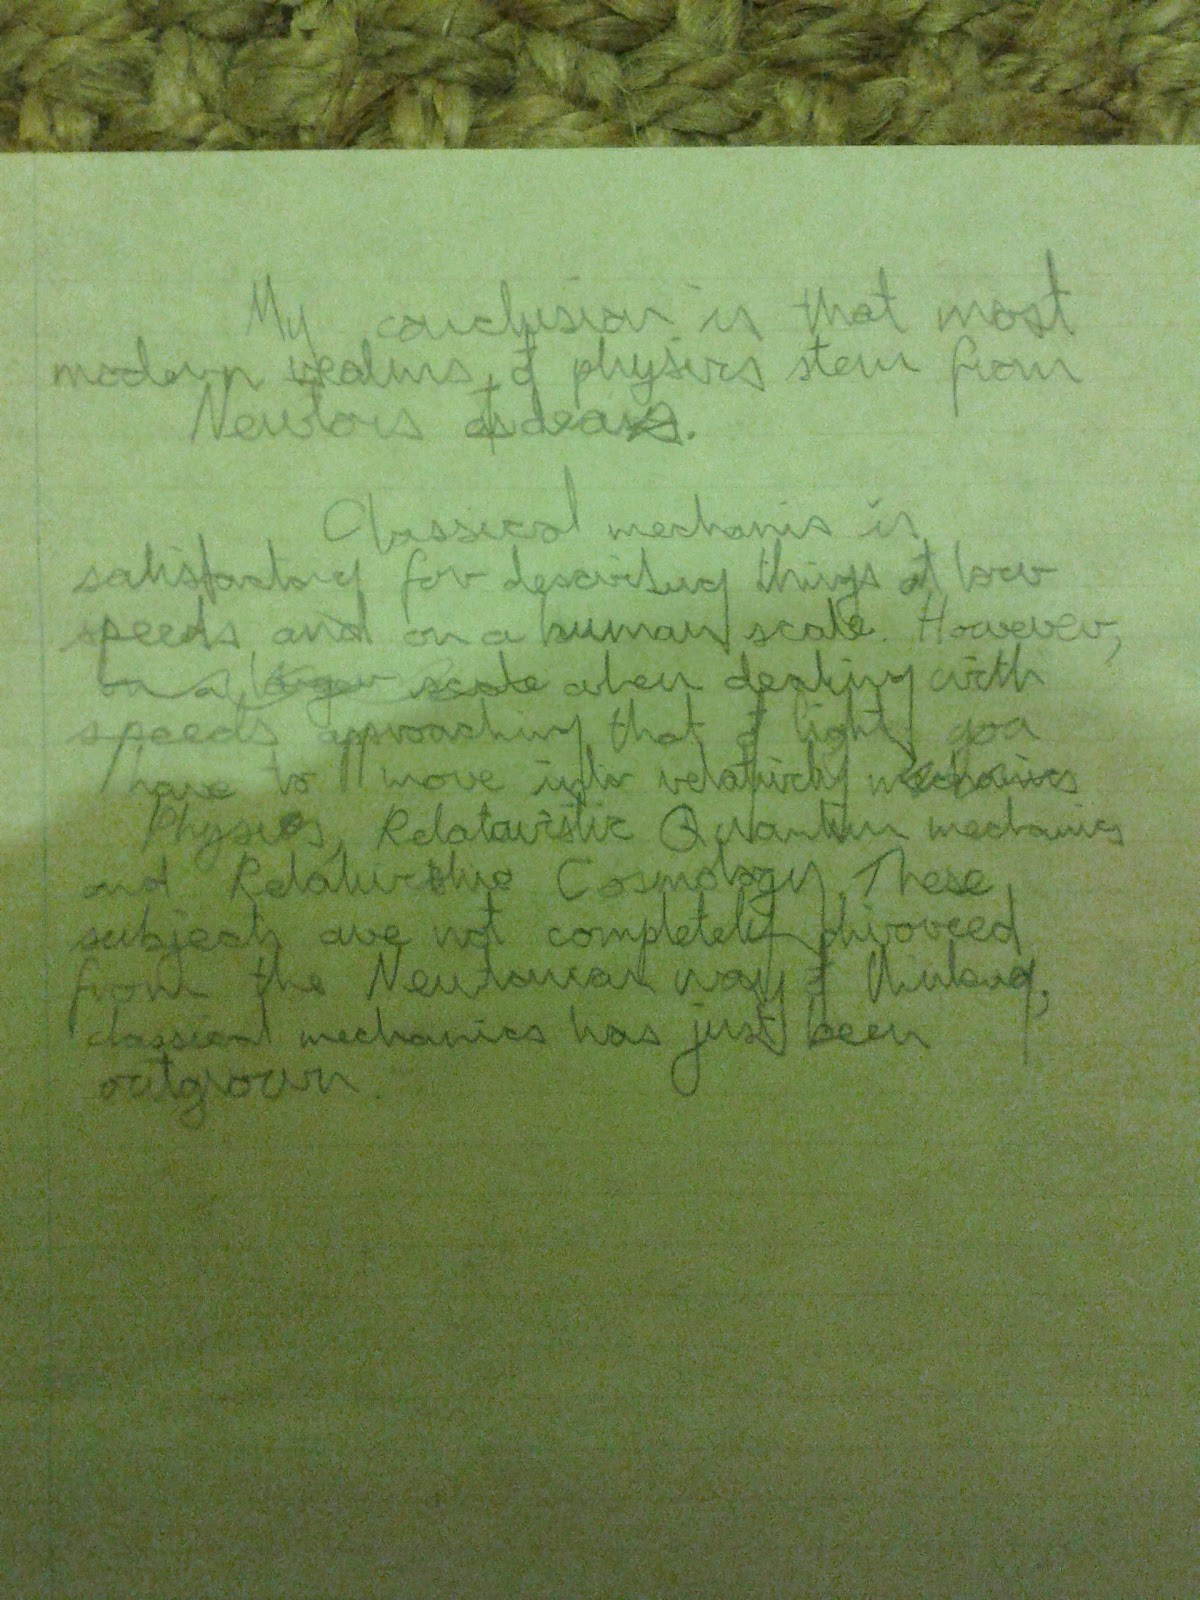 My conclusion is that most
modern realms of physics stem from
Newtons ideas.
Classical mechanis is
satisfactory for describing things at low
speeds and on a human scale. However,
on a larger scale when dealing with
speeds approaching that of light you
have to move into relativity mechanics
Physics, Relatavistic Quantum mechanics
and Relativistic Cosmology. These
subjects are not completely divorced
from the Newtonian way of thinking,
classical mechanics has just been
outgrown.